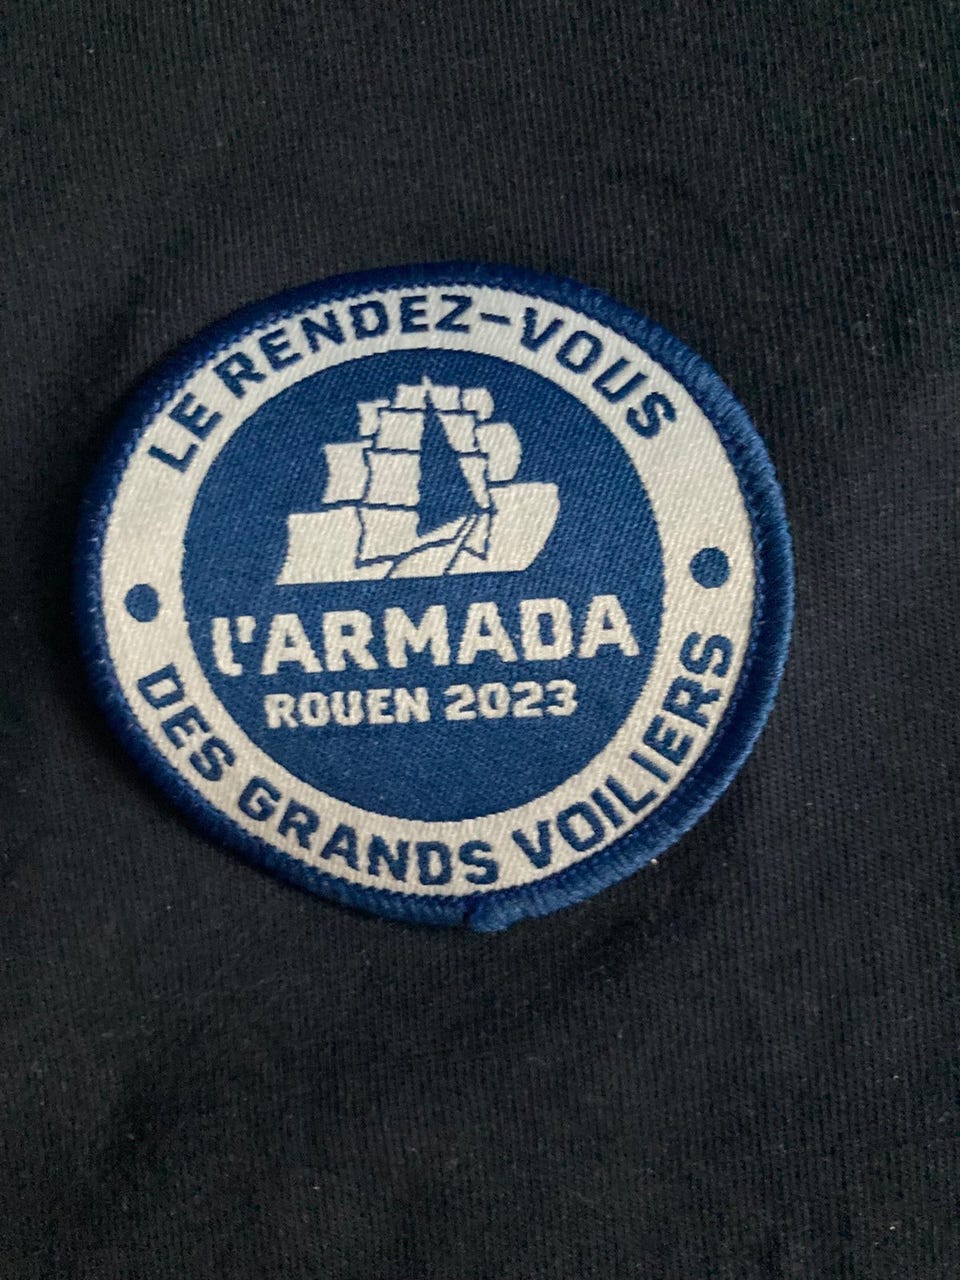 LE RENDEZ-VOUS
l'ARMADA
ROUEN 2023
DES GRANDS VOILIERS